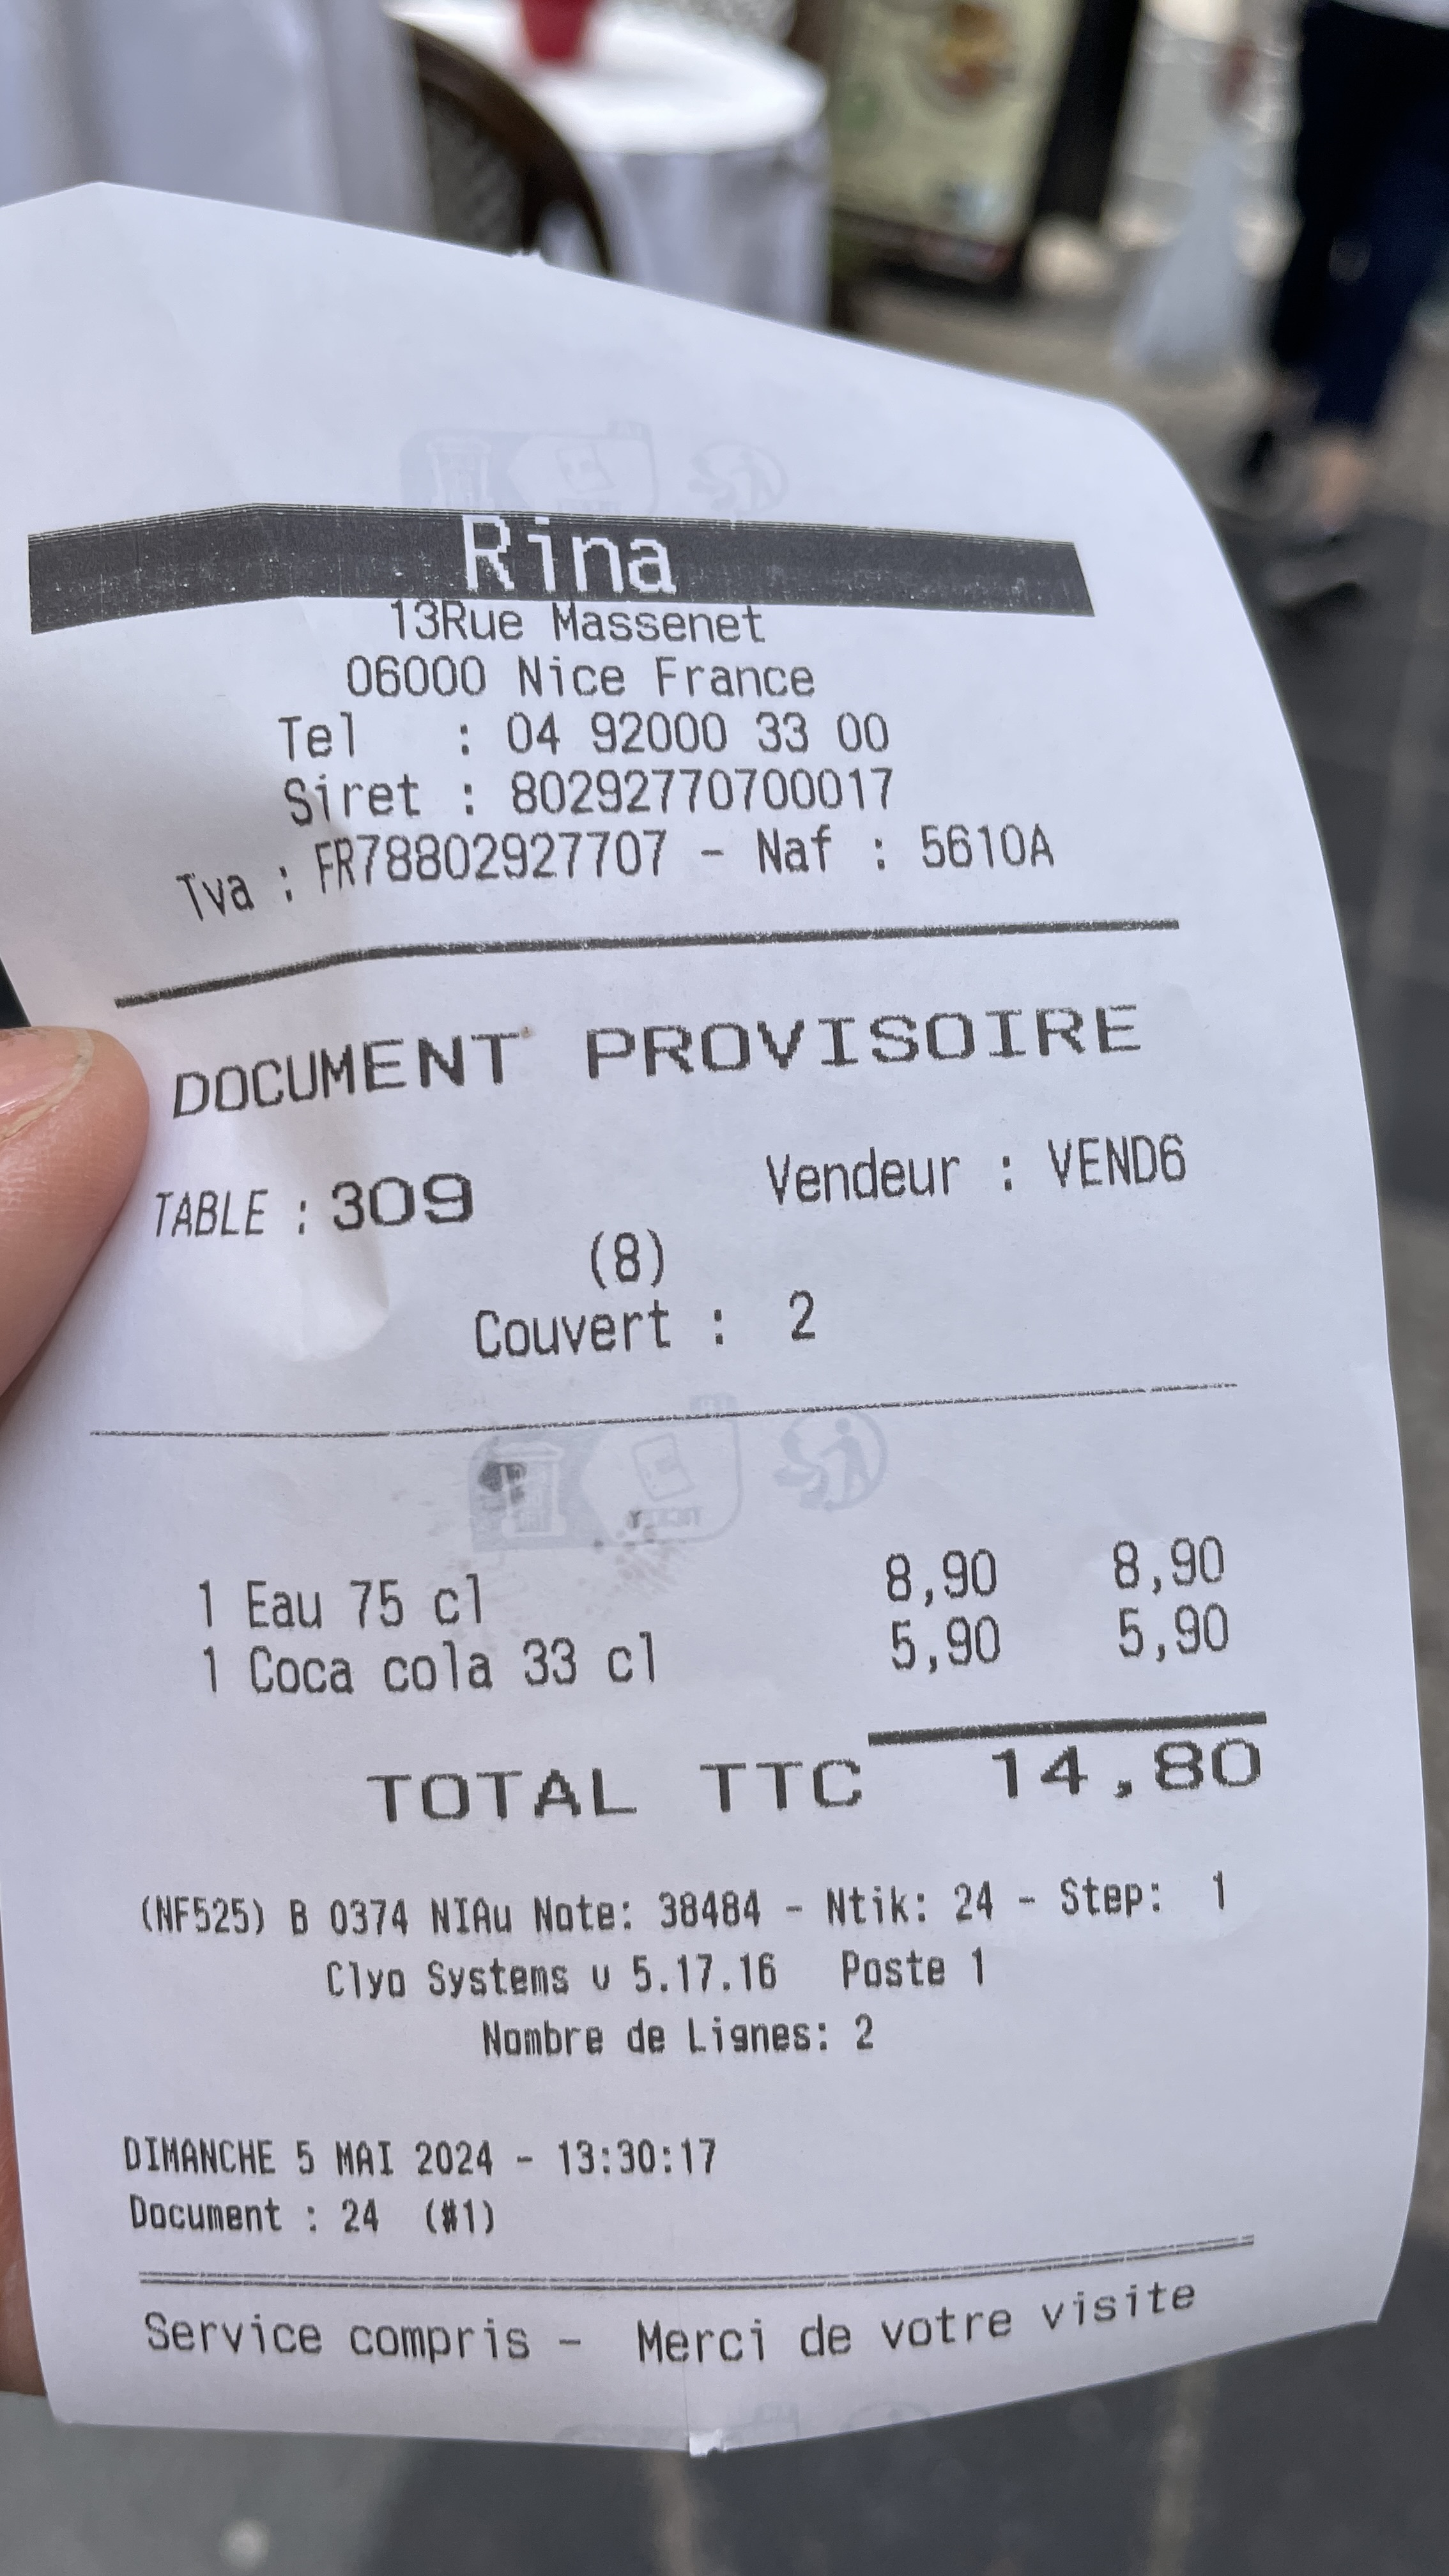 Rina
13Rue Massenet
06000 Nice France
Tel : 04 92000 33 00
Siret : 80292770700017
Tva : FR78802927707 - Naf : 5610A
DOCUMENT PROVISOIRE
TABLE : 309 Vendeur : VEND6
(8)
Couvert : 2
1 Eau 75 cl 8,90 8,90
1 Coca cola 33 cl 5,90 5,90
TOTAL TTC 14,80
(NF525) B 0374 NIAu Note: 38484 - Ntik: 24 - Step: 1
Clyo Systems v 5.17.16 Poste 1
Nombre de Lignes: 2
DIMANCHE 5 MAI 2024 - 13:30:17
Document : 24 (#1)
Service compris - Merci de votre visite